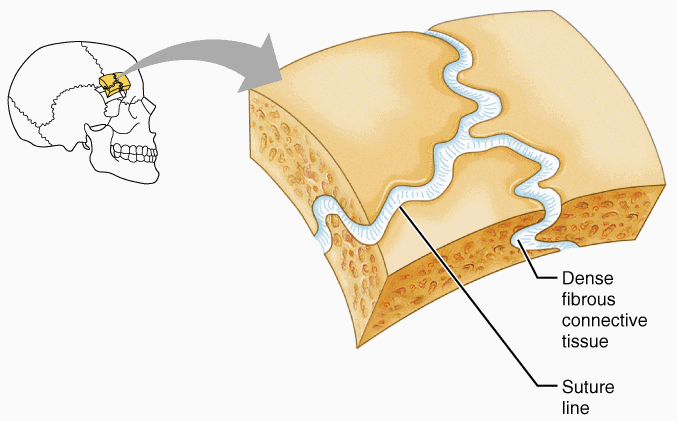 Dense
fibrous
connective
tissue
Suture
line